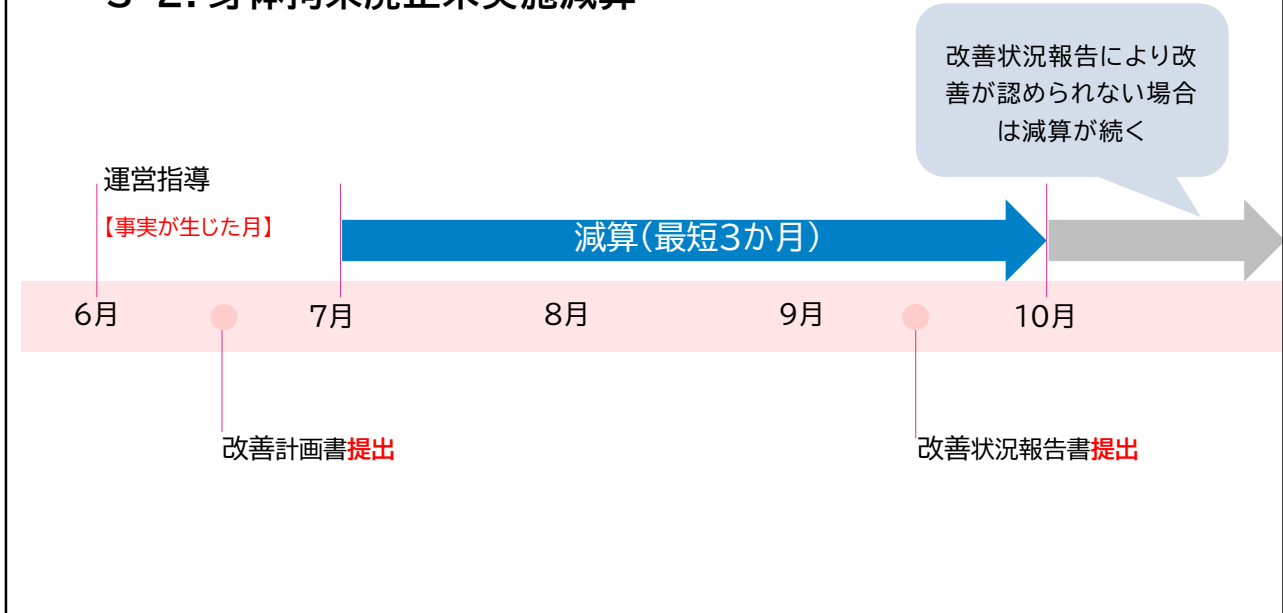 改善状況報告により改
善が認められない場合
は減算が続く
運営指導
【事実が生じた月】
減算(最短3か月)
6月
7月
8月
9月
10月
改善計画書提出
改善状況報告書提出